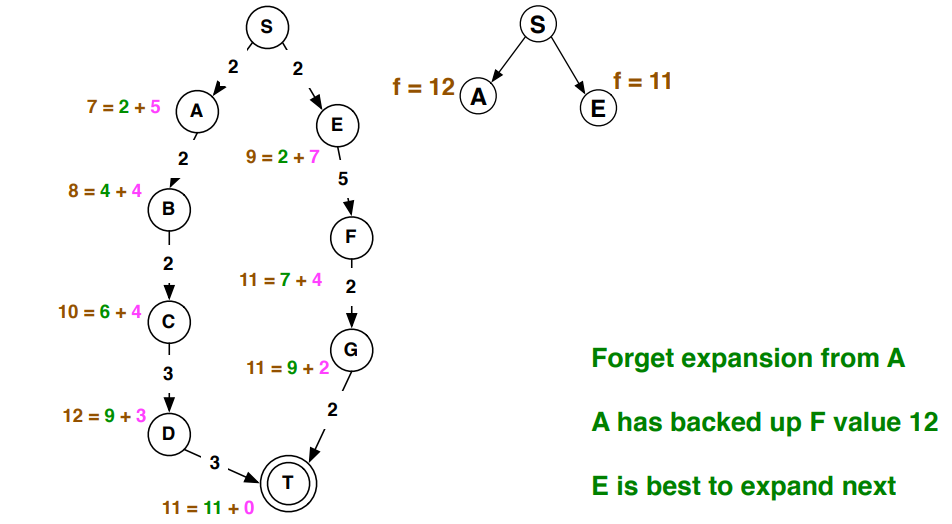 S
S
2
2
f = 12
A
E
f = 11
7 = 2 + 5
A
E
2
9 = 2 + 7
5
8 = 4 + 4
B
F
2
11 = 7 + 4
2
10 = 6 + 4
C
G
3
11 = 9 + 2
2
12 = 9 + 3
D
3
T
11 = 11 + 0
Forget expansion from A
A has backed up F value 12
E is best to expand next